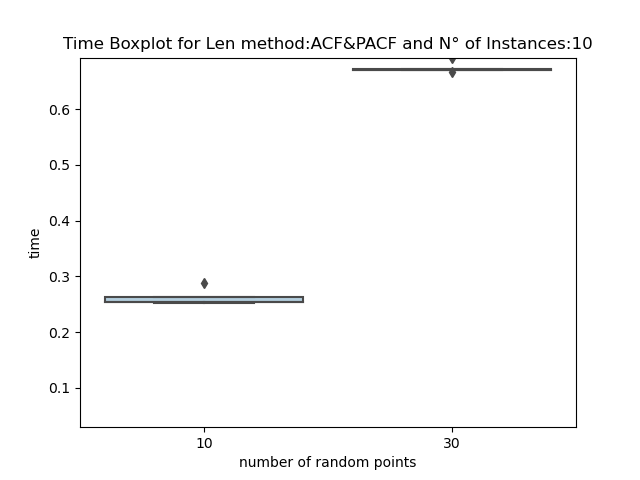 Time Boxplot for Len method:ACF&PACF and N° of Instances:10
0.6
0.5
0.4
0.3
0.2
0.1
time
10 30
number of random points